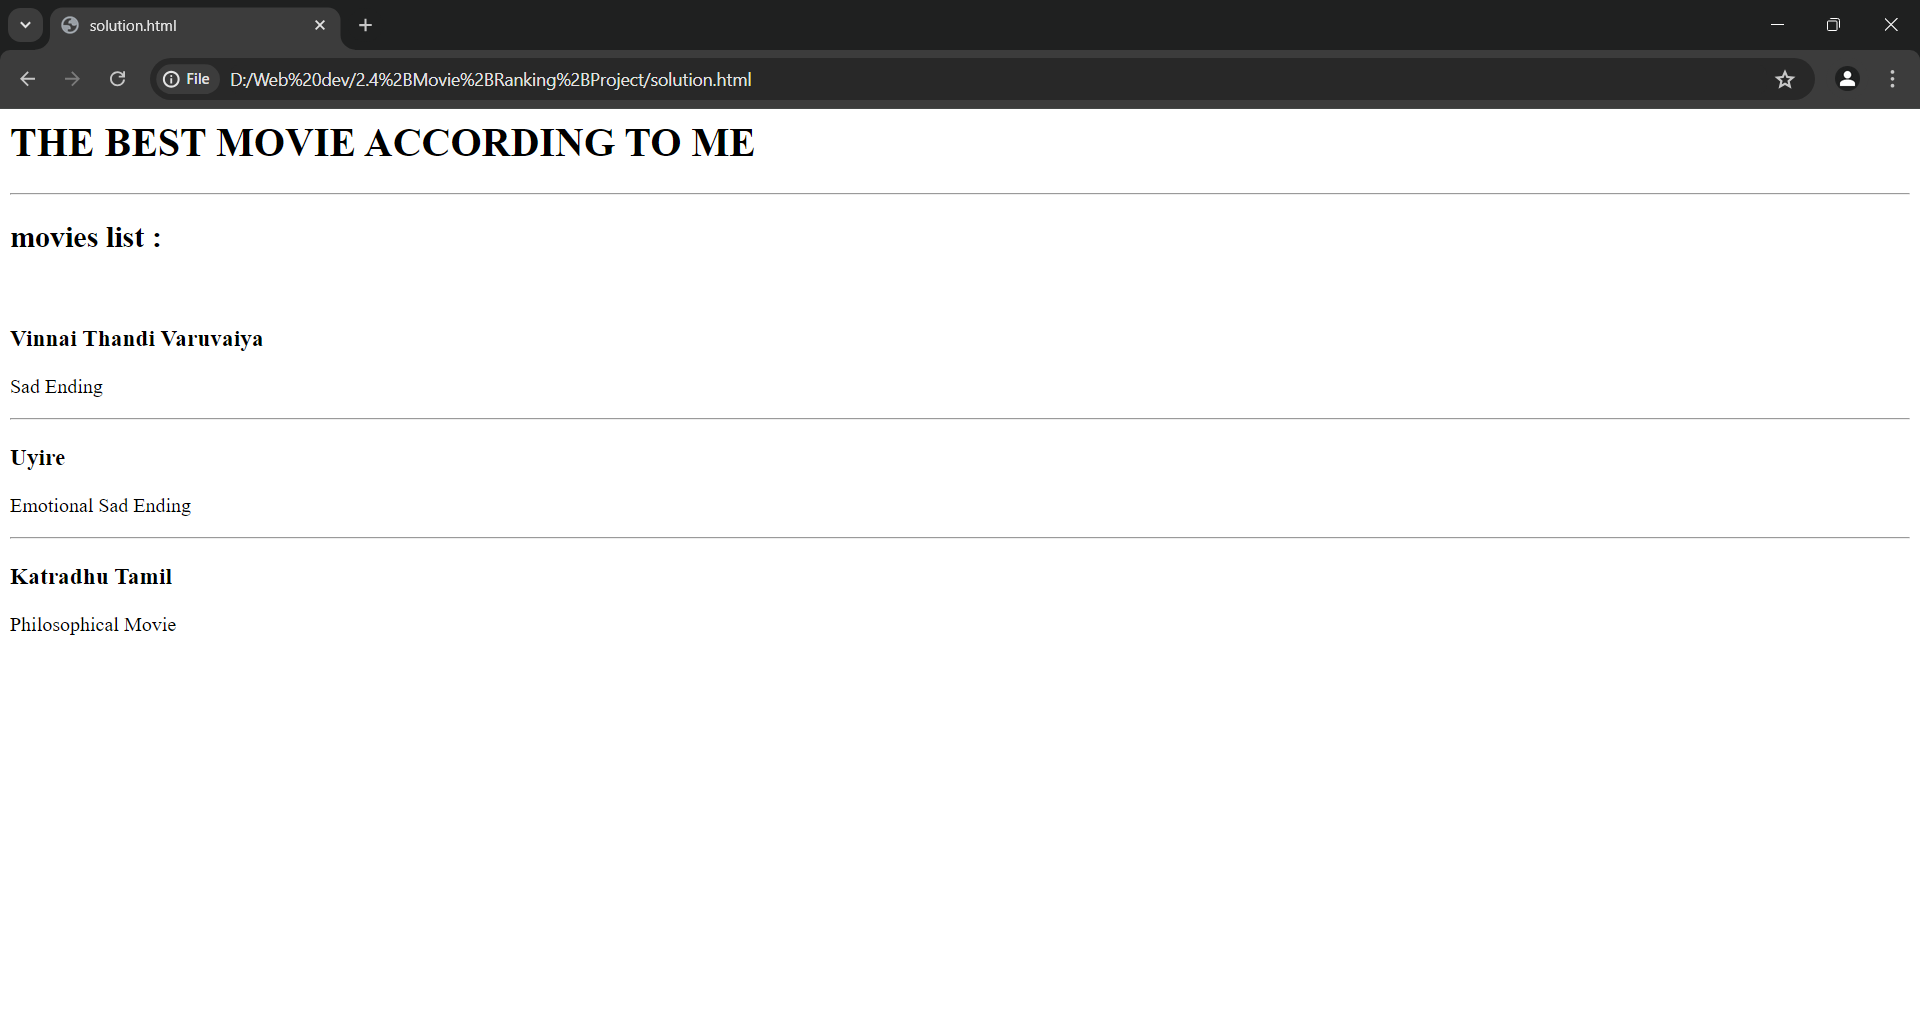 solution.html
File D:/Web%20dev/2.4%2BMovie%2BRanking%2BProject/solution.html
THE BEST MOVIE ACCORDING TO ME
movies list :
Vinnai Thandi Varuvaiya
Sad Ending
Uyire
Emotional Sad Ending
Katradhu Tamil
Philosophical Movie